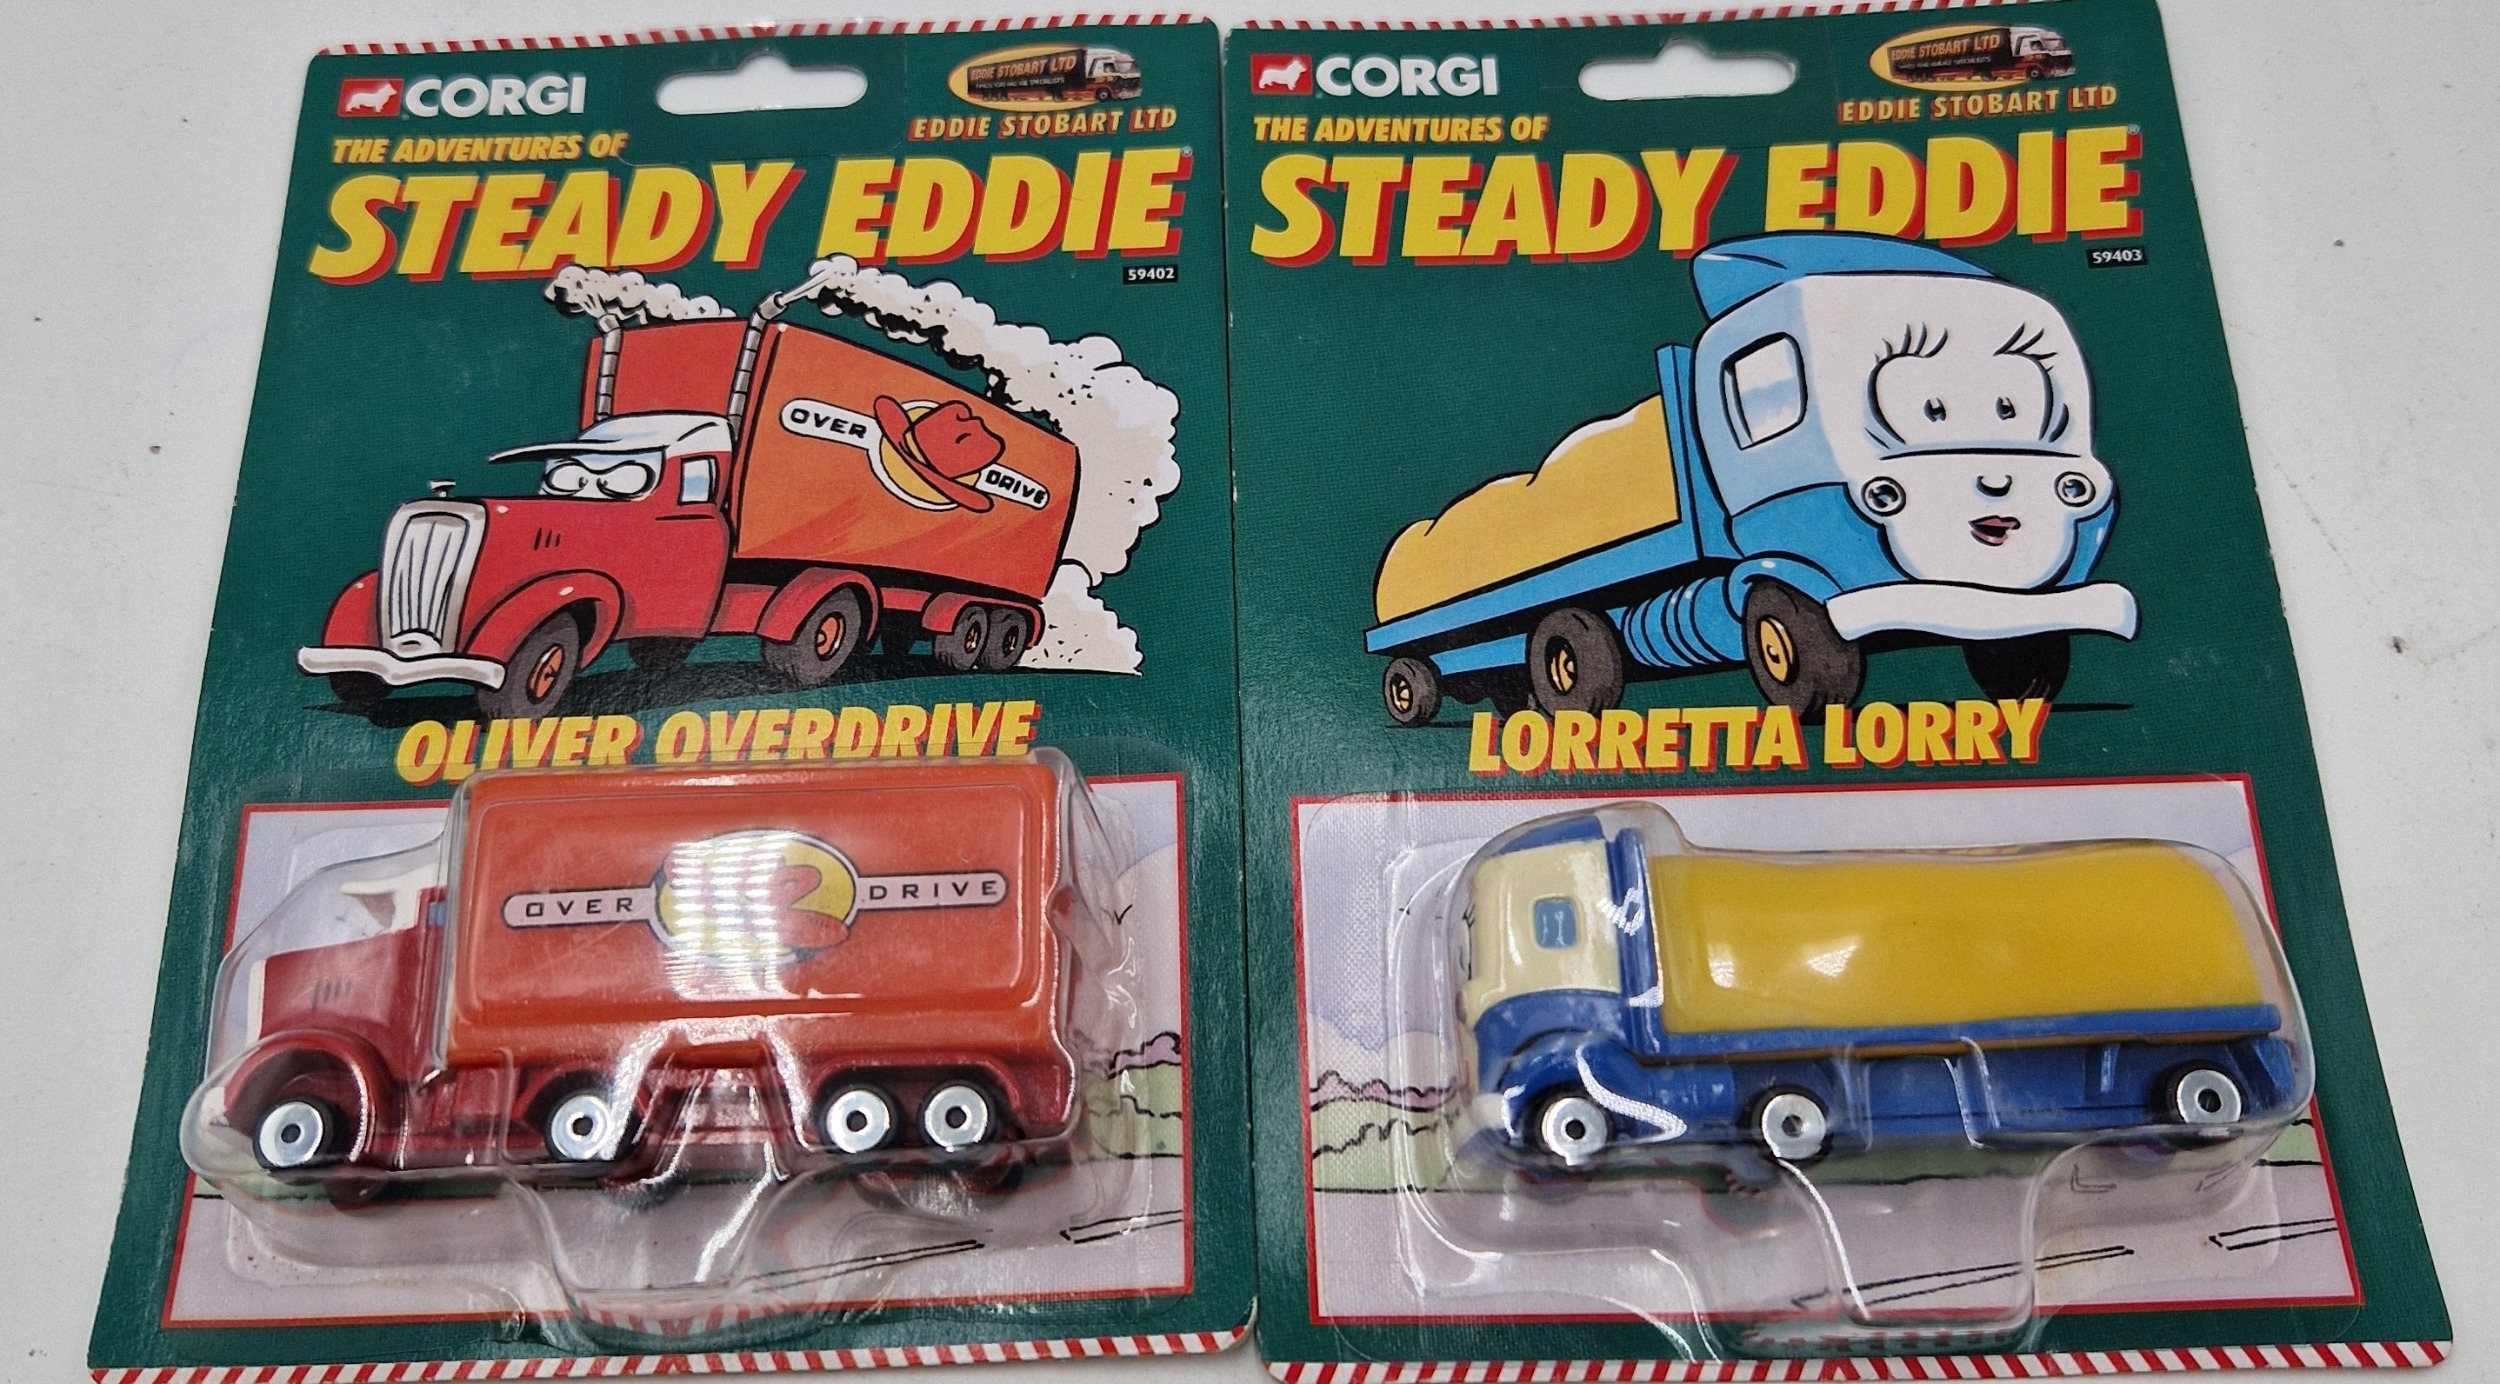 CORGI
EDDIE STOBART LTD
EDDIE STOBART LTD
THE ADVENTURES OF
STEADY EDDIE®
59402
OVER DRIVE
OLIVER OVERDRIVE
OVER DRIVE
CORGI
EDDIE STOBART LTD
EDDIE STOBART LTD
THE ADVENTURES OF
STEADY EDDIE®
59403
LORRETTA LORRY